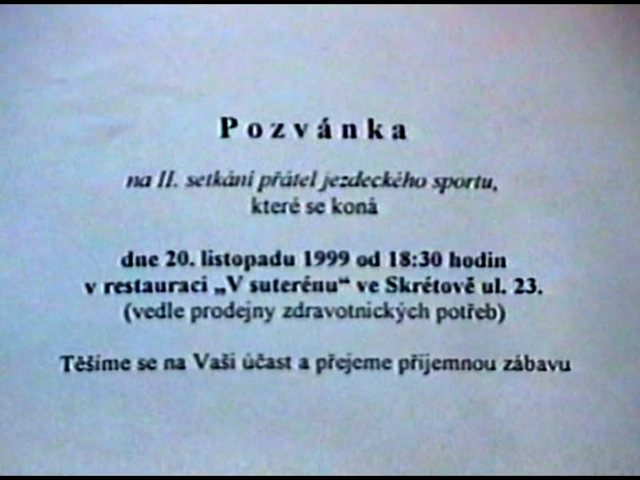 Pozvánka
na II. setkání přátel jezdeckého sportu,
které se koná
dne 20. listopadu 1999 od 18:30 hodin
v restauraci „V suterénu“ ve Skrétově ul. 23.
(vedle prodejny zdravotnických potřeb)
Těšíme se na Vaši účast a přejeme příjemnou zábavu